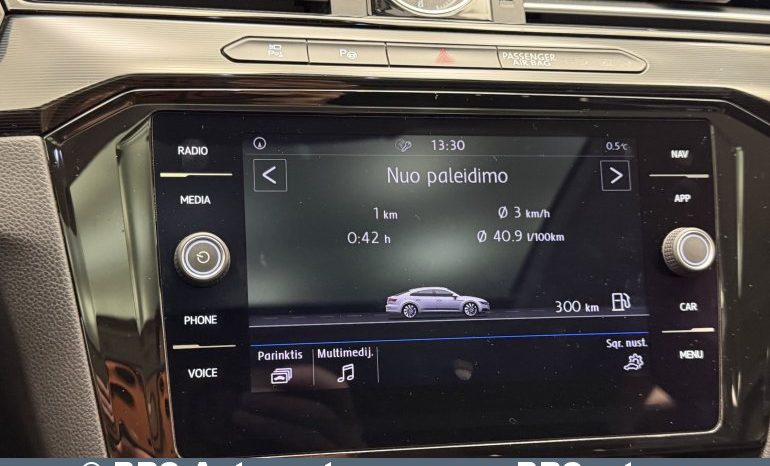 PASSENGER
AIR BAG
RADIO
NAV
13:30
0.5°C
< Nuo paleidimo >
MEDIA
APP
1 km
Ø 3 km/h
0:42 h
Ø 40.9 l/100km
300 km
PHONE
CAR
VOICE
MENU
Parinktis
Multimedij.
Sqr. nust.